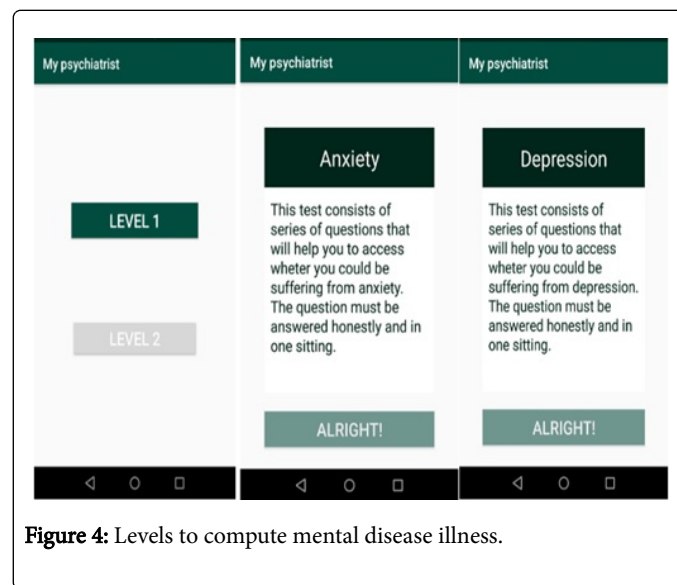 My psychiatrist
LEVEL 1
LEVEL 2
My psychiatrist
Anxiety
This test consists of
series of questions that
will help you to access
wheter you could be
suffering from anxiety.
The question must be
answered honestly and in
one sitting.
ALRIGHT!
My psychiatrist
Depression
This test consists of
series of questions that
will help you to access
wheter you could be
suffering from depression.
The question must be
answered honestly and in
one sitting.
ALRIGHT!
Figure 4: Levels to compute mental disease illness.